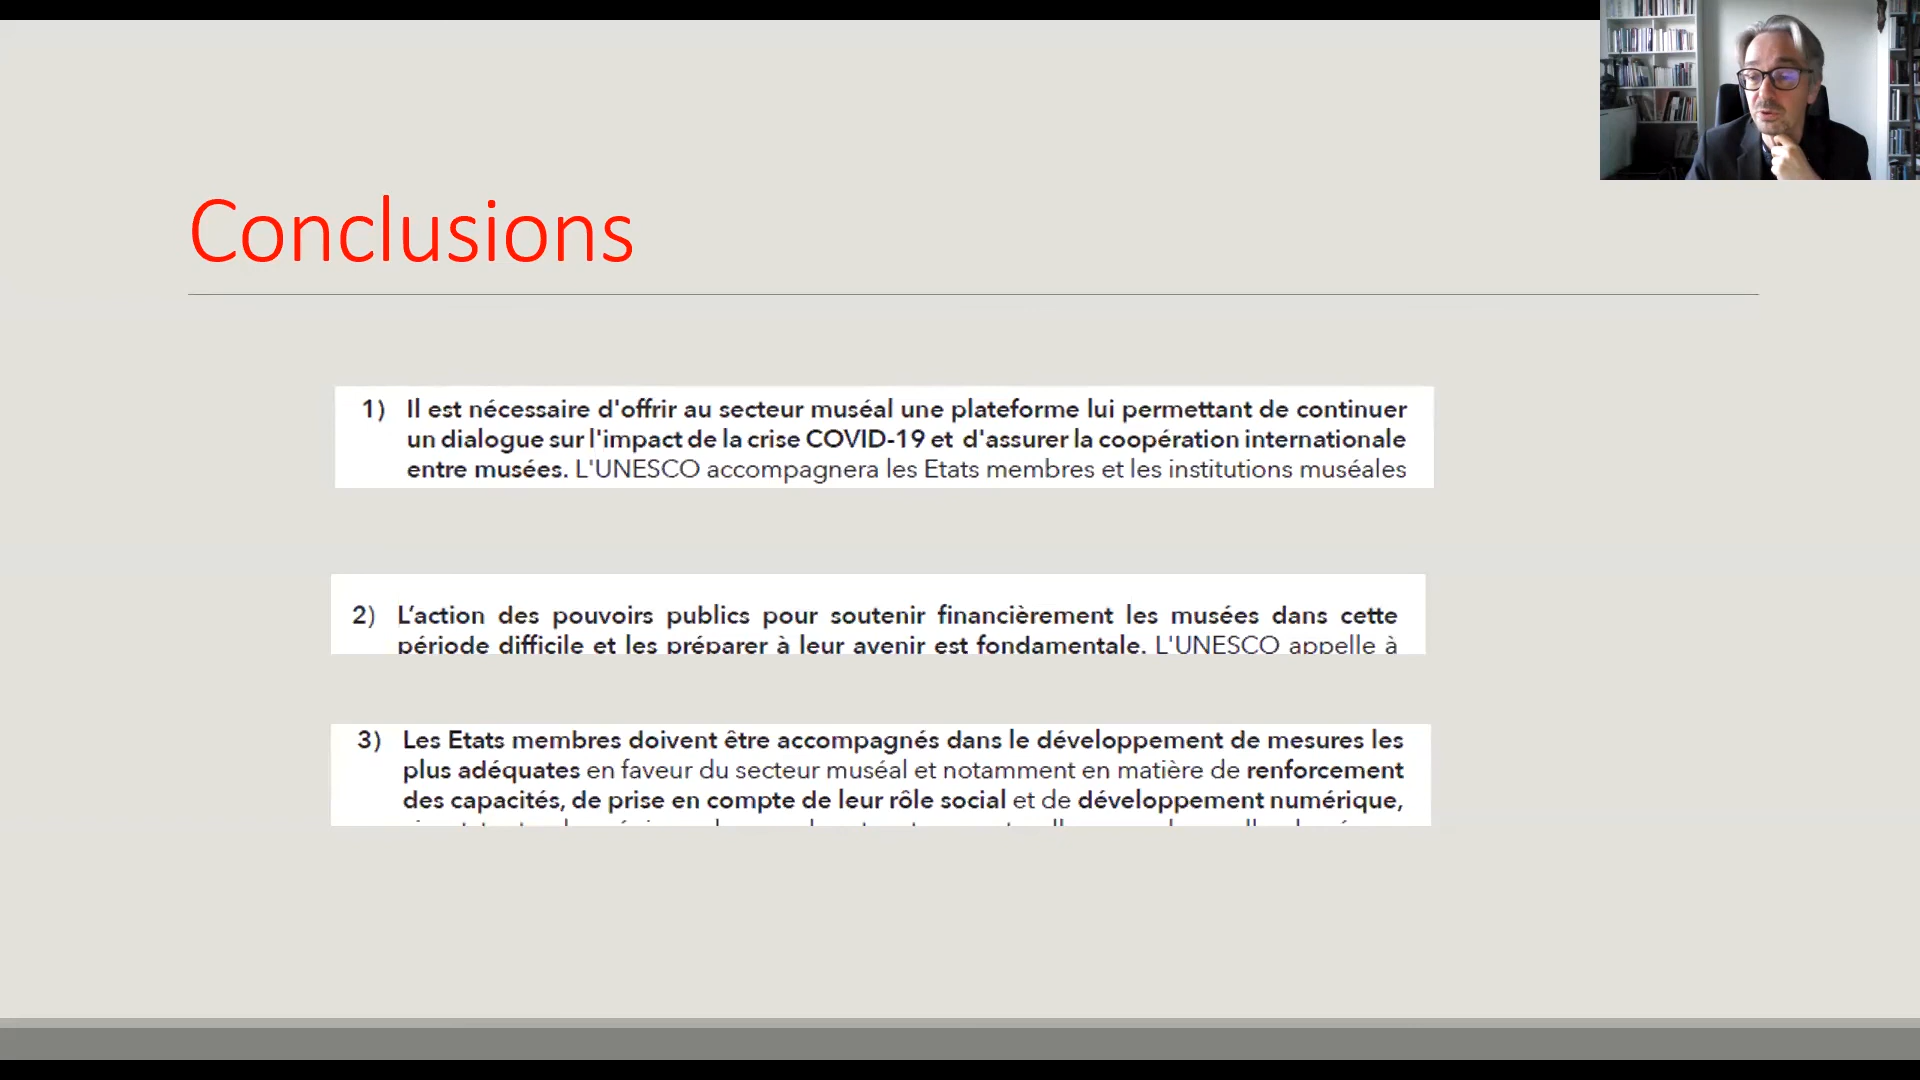 Conclusions
1) Il est nécessaire d'offrir au secteur muséal une plateforme lui permettant de continuer
un dialogue sur l'impact de la crise COVID-19 et d'assurer la coopération internationale
entre musées. L'UNESCO accompagnera les Etats membres et les institutions muséales
2) L’action des pouvoirs publics pour soutenir financièrement les musées dans cette
période difficile et les préparer à leur avenir est fondamentale. L'UNESCO appelle à
3) Les Etats membres doivent être accompagnés dans le développement de mesures les
plus adéquates en faveur du secteur muséal et notamment en matière de renforcement
des capacités, de prise en compte de leur rôle social et de développement numérique,